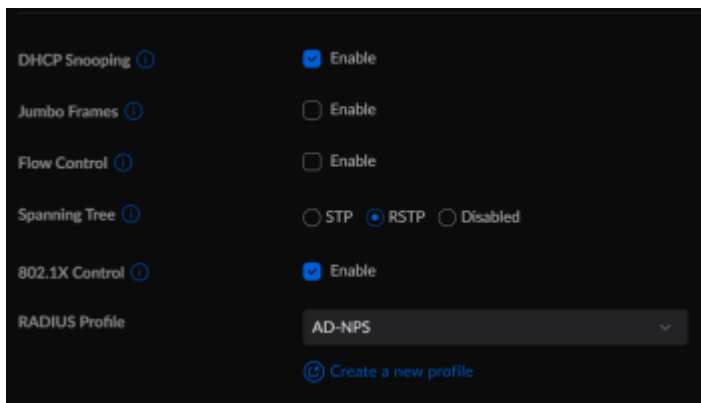 DHCP Snooping Enable
Jumbo Frames Enable
Flow Control Enable
Spanning Tree STP RSTP Disabled
802.1X Control Enable
RADIUS Profile AD-NPS
Create a new profile